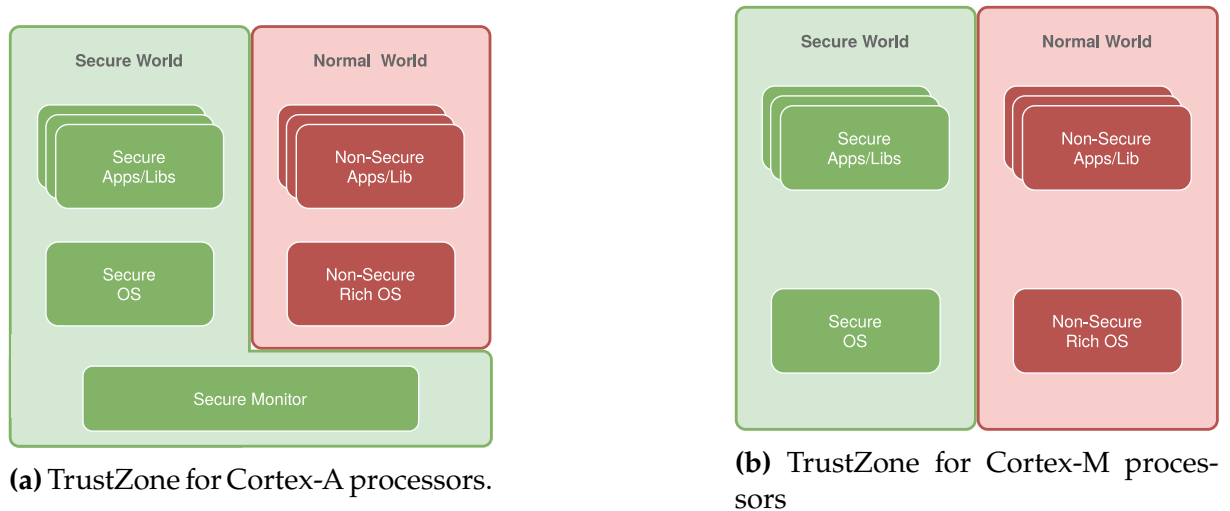 Secure World
Normal World
Secure
Apps/Libs
Non-Secure
Apps/Lib
Secure
OS
Non-Secure
Rich OS
Secure Monitor
(a) TrustZone for Cortex-A processors.
Secure World
Normal World
Secure
Apps/Libs
Non-Secure
Apps/Lib
Secure
OS
Non-Secure
Rich OS
(b) TrustZone for Cortex-M proces-
sors